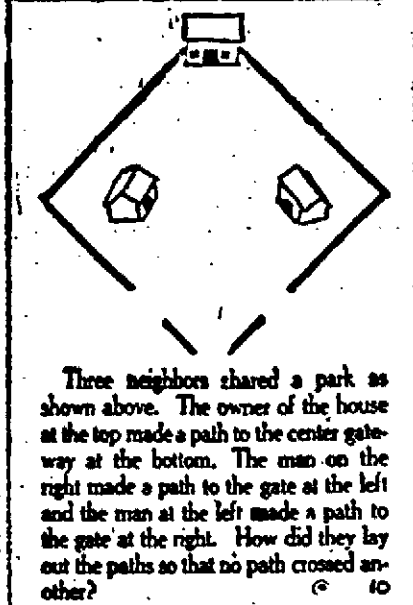 Three neighbors shared a park as
shown above. The owner of the house
at the top made a path to the center gate-
way at the bottom. The man on the
right made a path to the gate at the left
and the man at the left made a path to
the gate at the right. How did they lay
out the paths so that no path crossed an-
other? 10